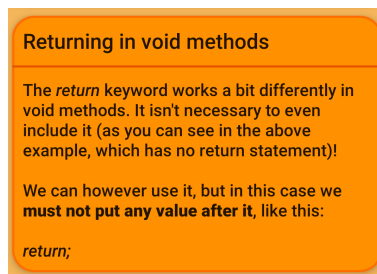 Returning in void methods
The return keyword works a bit differently in
void methods. It isn't necessary to even
include it (as you can see in the above
example, which has no return statement)!
We can however use it, but in this case we
must not put any value after it, like this:
return;